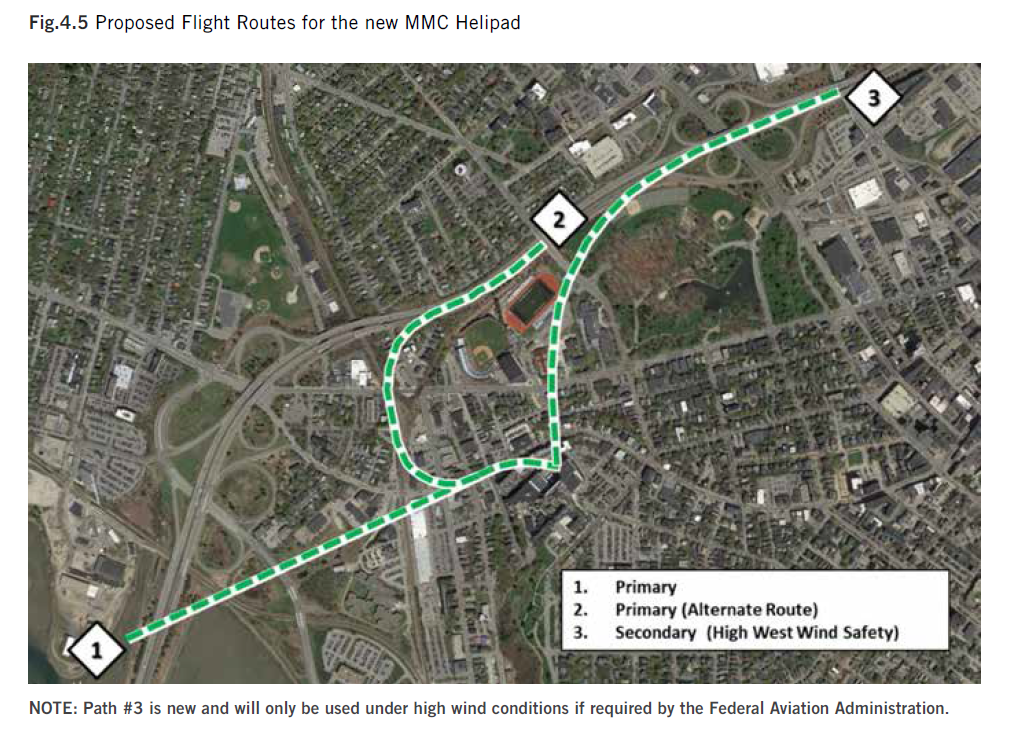 Fig.4.5 Proposed Flight Routes for the new MMC Helipad
3
2
1
1. Primary
2. Primary (Alternate Route)
3. Secondary (High West Wind Safety)
NOTE: Path #3 is new and will only be used under high wind conditions if required by the Federal Aviation Administration.